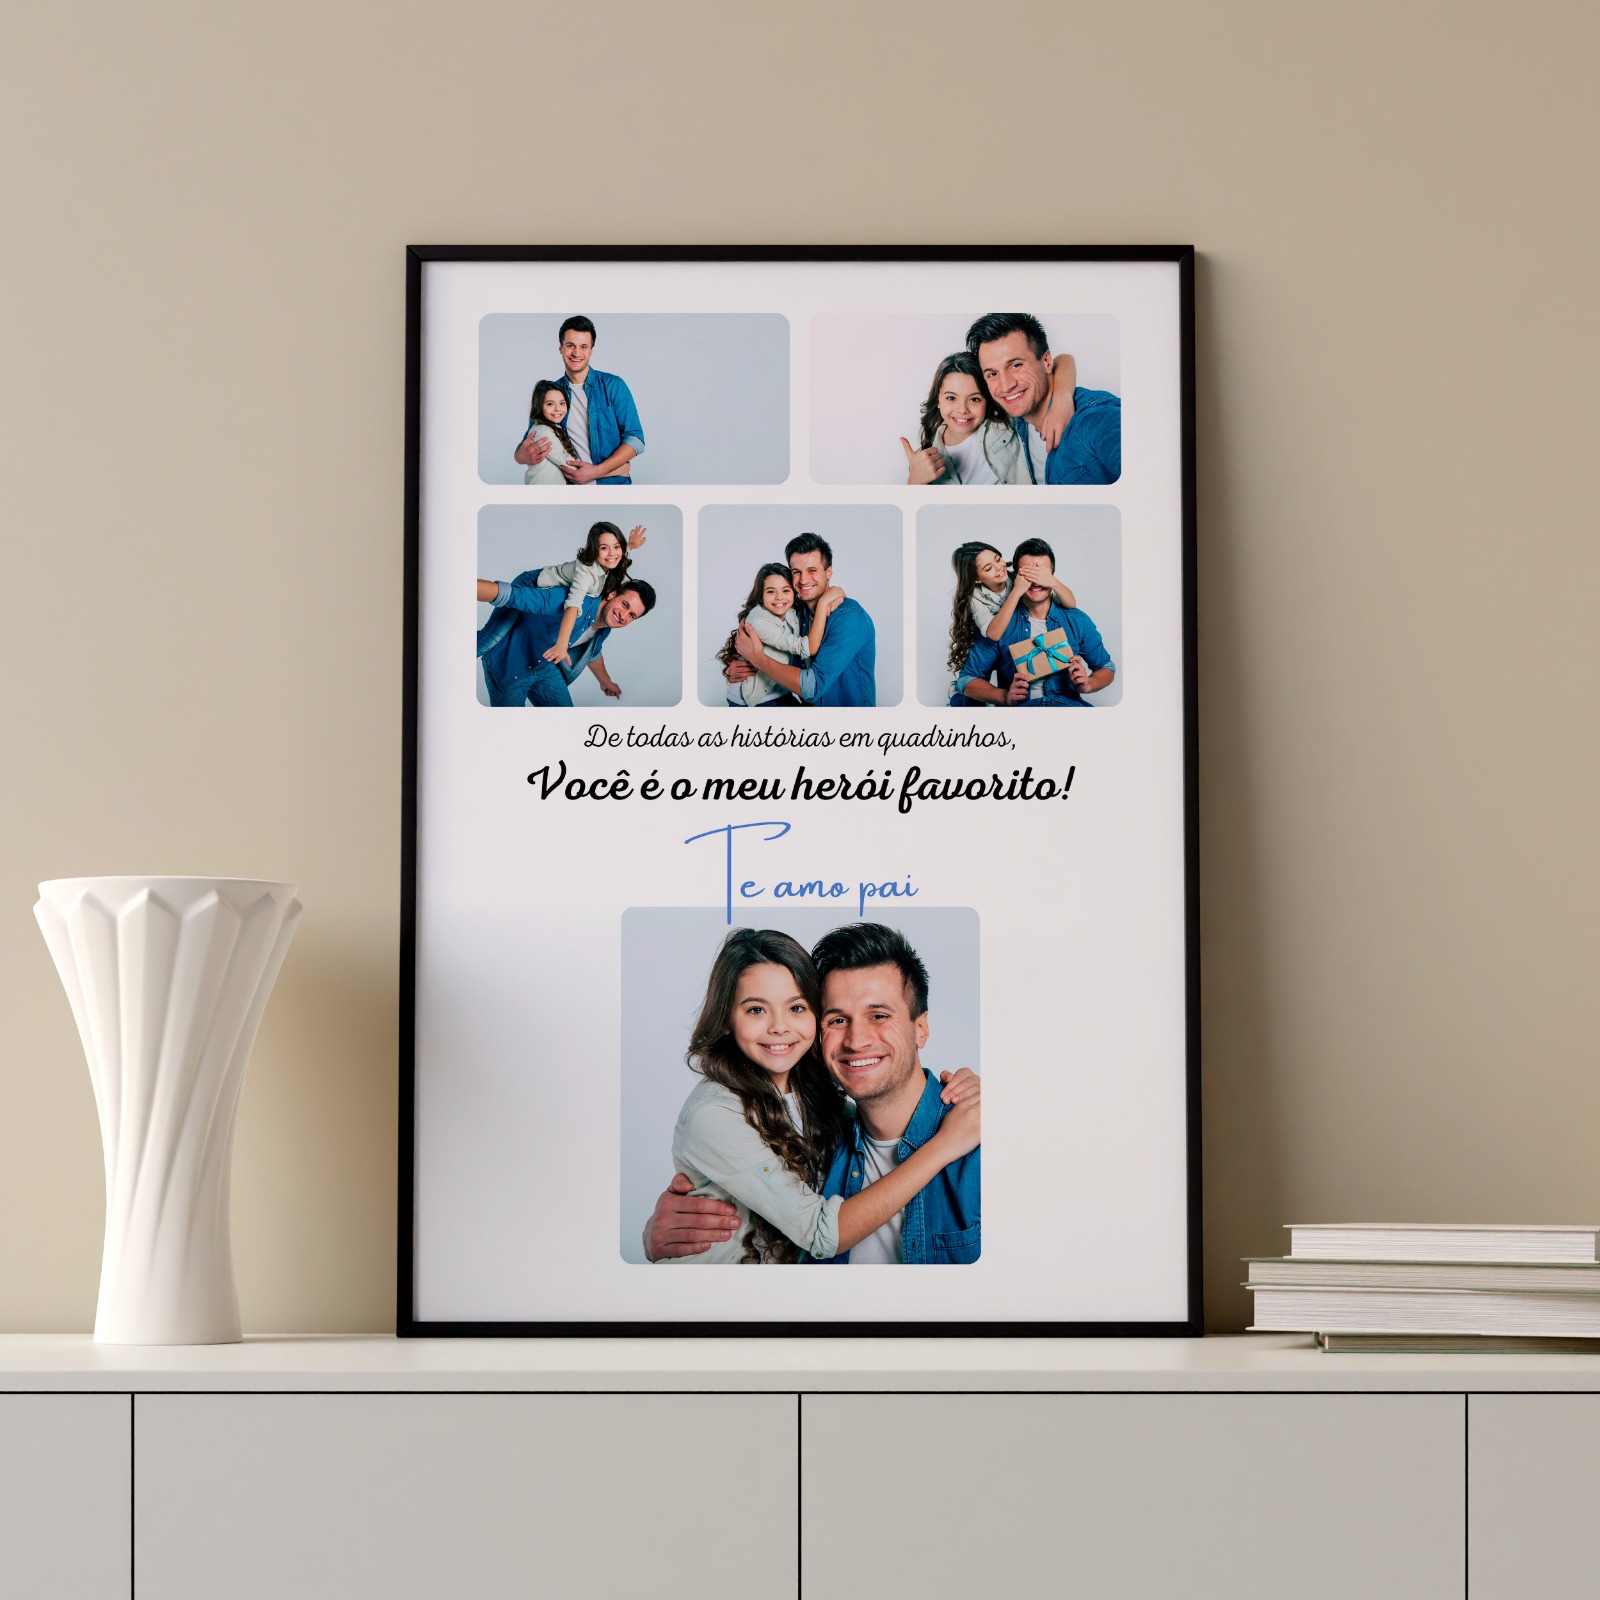 De todas as histórias em quadrinhos,
Você é o meu herói favorito!
Te amo pai